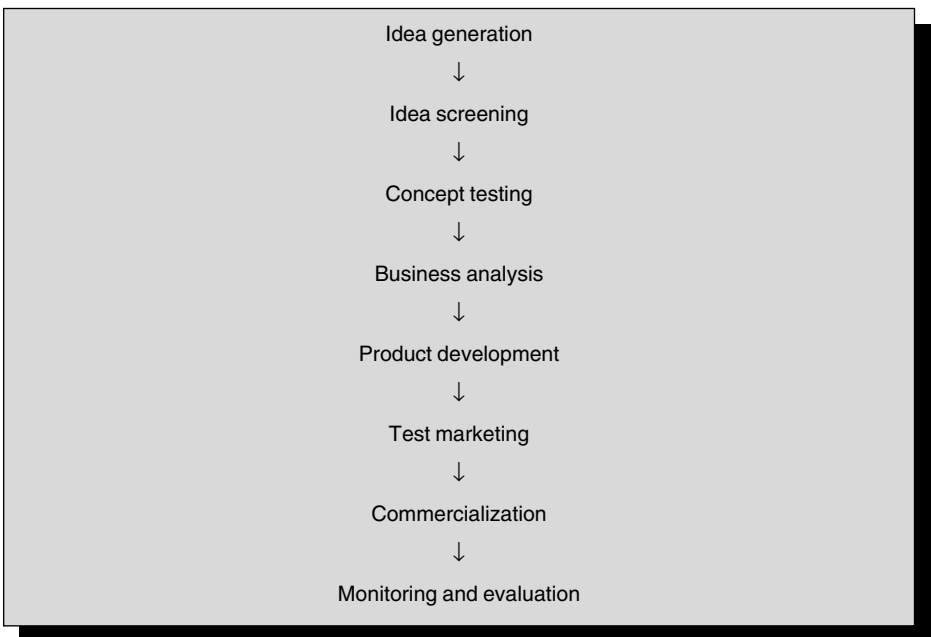 Idea generation
↓
Idea screening
↓
Concept testing
↓
Business analysis
↓
Product development
↓
Test marketing
↓
Commercialization
↓
Monitoring and evaluation